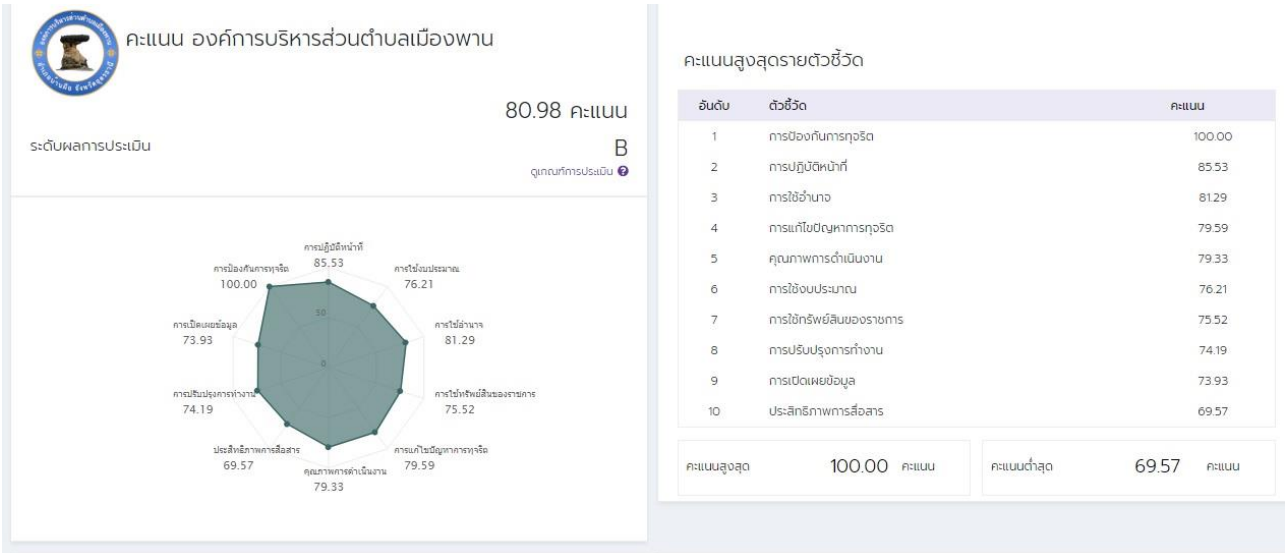 คะแนน องค์การบริหารส่วนตำบลเมืองพาน
80.98 คะแนน
ระดับผลการประเมิน
B
ดูเกณฑ์การประเมิน
การปฏิบัติหน้าที่
85.53
การใช้งบประมาณ
76.21
การใช้อำนาจ
81.29
การใช้ทรัพย์สินของราชการ
75.52
การแก้ไขปัญหาการทุจริต
79.59
คุณภาพการดำเนินงาน
79.33
ประสิทธิภาพการสื่อสาร
69.57
การปรับปรุงการทำงาน
74.19
การเปิดเผยข้อมูล
73.93
การป้องกันการทุจริต
100.00
50
0
คะแนนสูงสุดรายตัวชี้วัด
อันดับ ตัวชี้วัด คะแนน
1 การป้องกันการทุจริต 100.00
2 การปฏิบัติหน้าที่ 85.53
3 การใช้อำนาจ 81.29
4 การแก้ไขปัญหาการทุจริต 79.59
5 คุณภาพการดำเนินงาน 79.33
6 การใช้งบประมาณ 76.21
7 การใช้ทรัพย์สินของราชการ 75.52
8 การปรับปรุงการทำงาน 74.19
9 การเปิดเผยข้อมูล 73.93
10 ประสิทธิภาพการสื่อสาร 69.57
คะแนนสูงสุด 100.00 คะแนน
คะแนนต่ำสุด 69.57 คะแนน